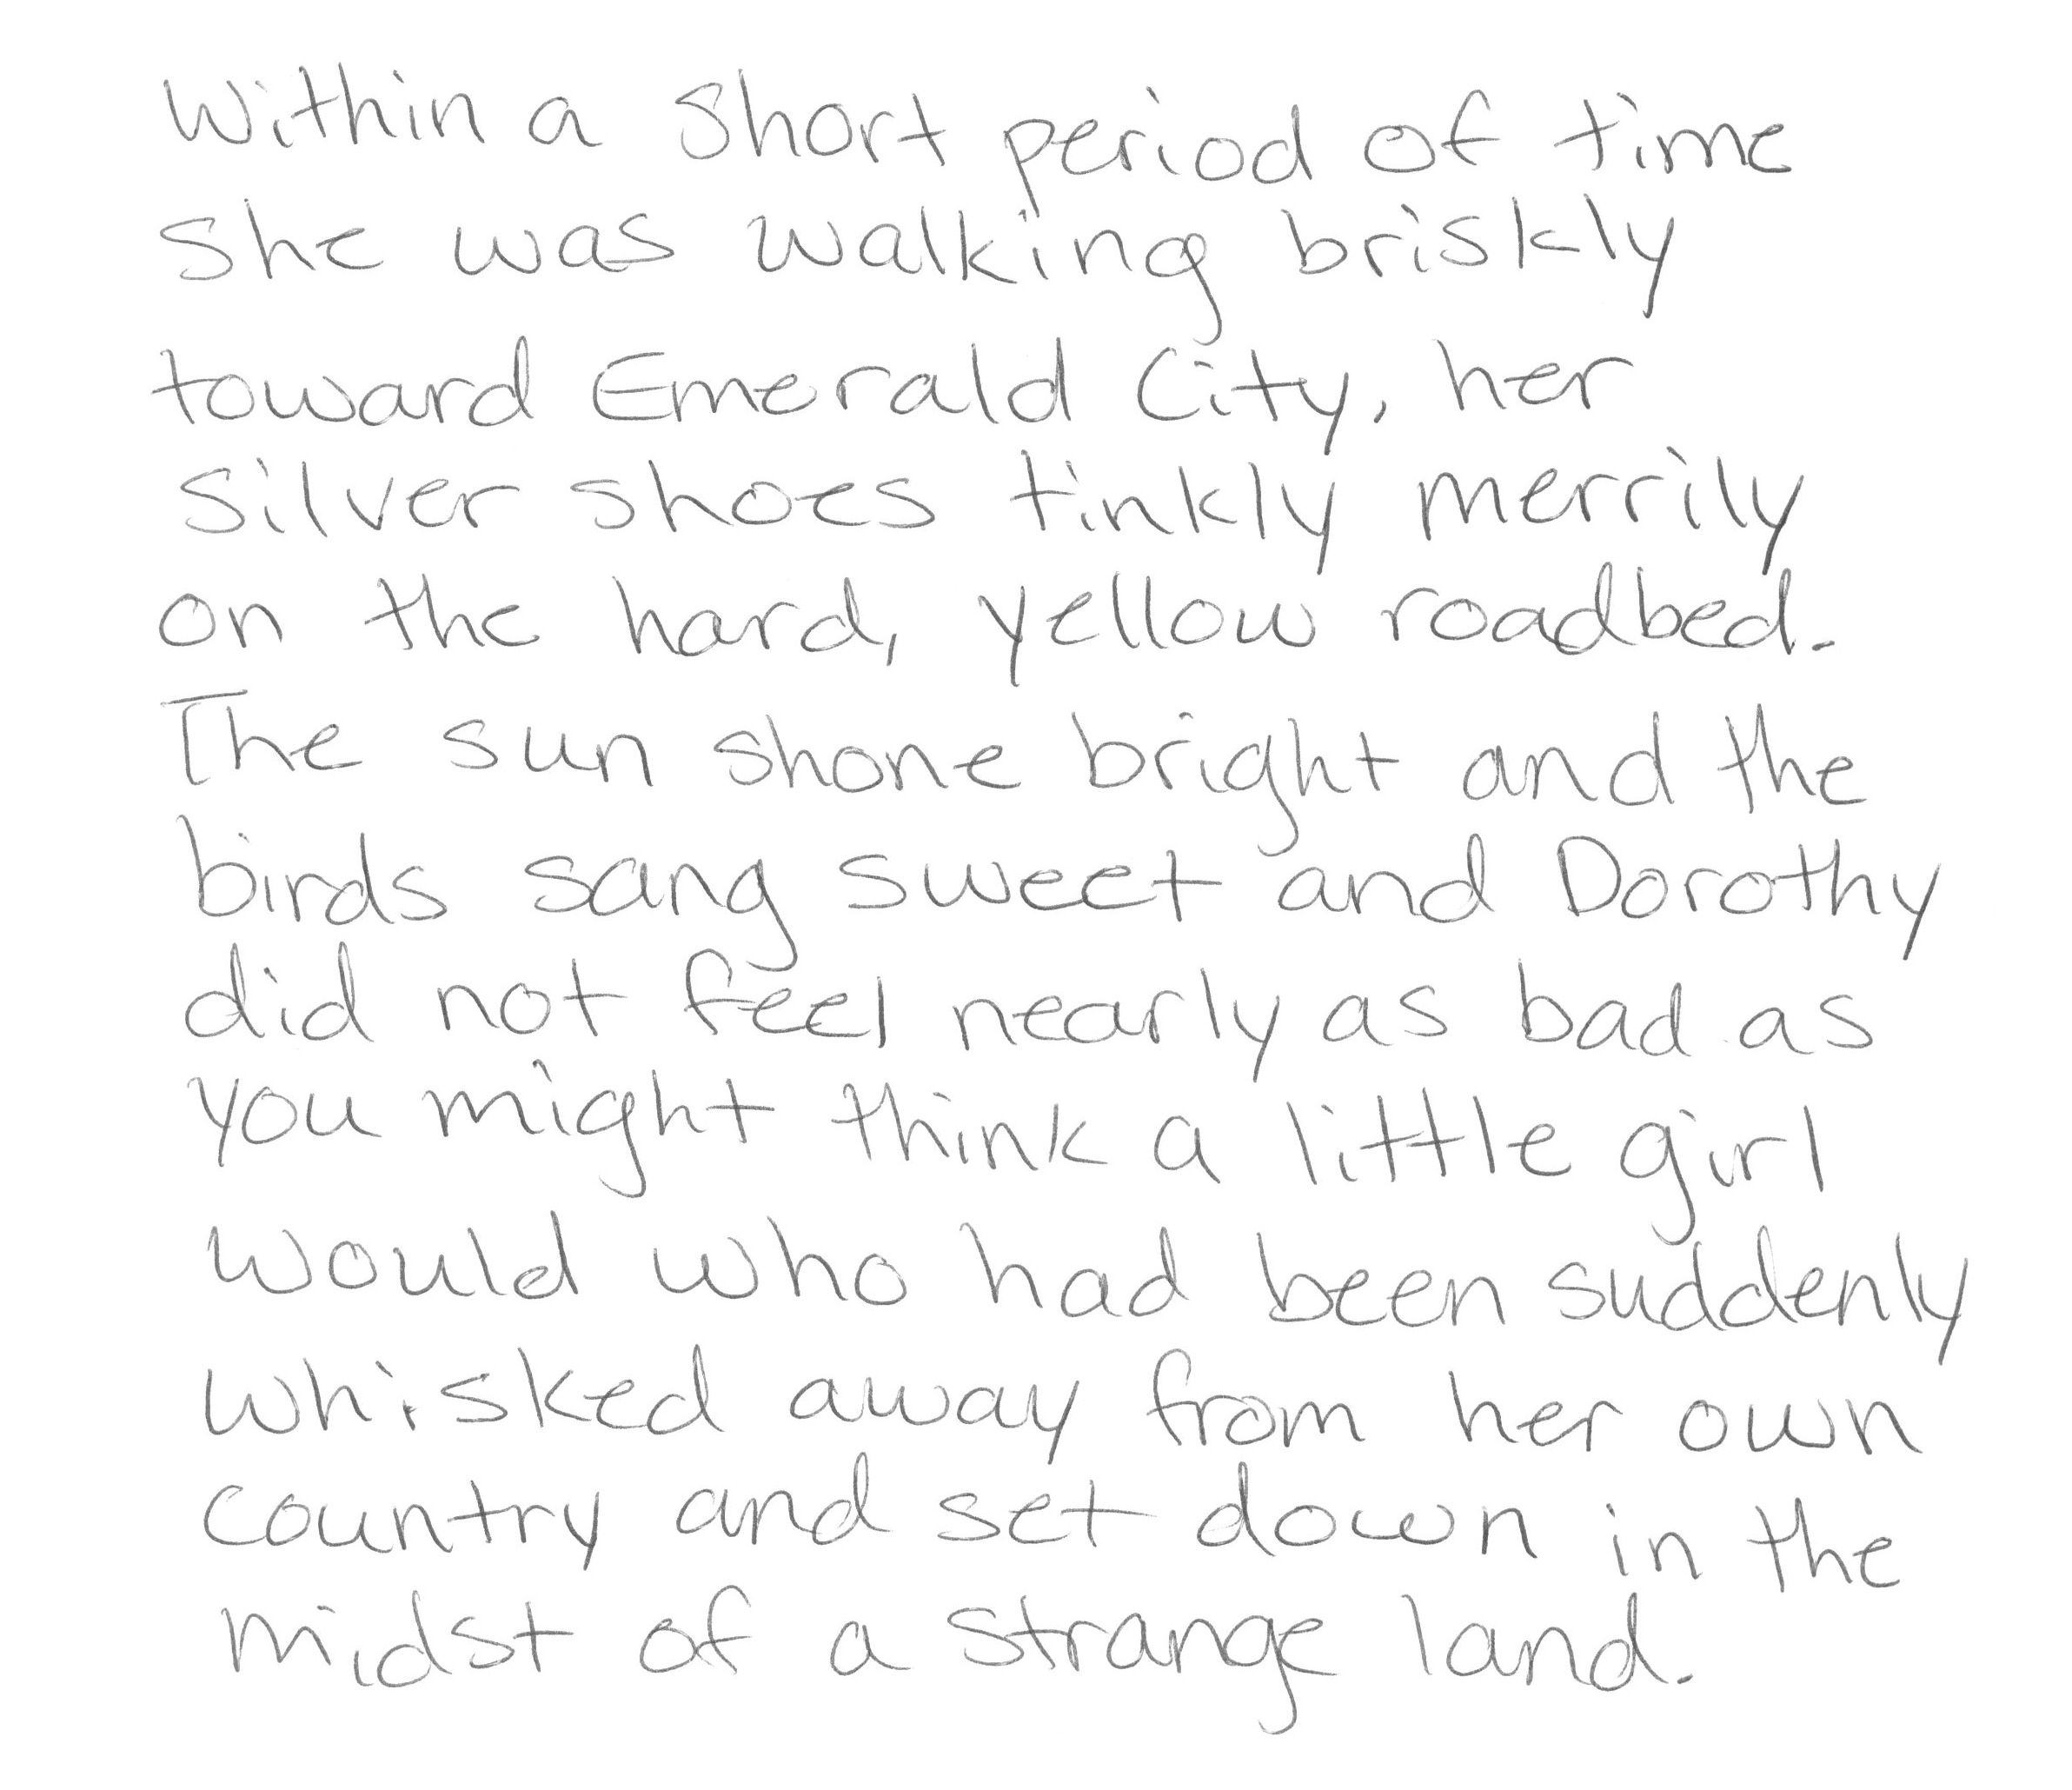 Within a short period of time
she was walking briskly
toward Emerald City, her
silver shoes tinkly merrily
on the hard, yellow roadbed.
The sun shone bright and the
birds sang sweet and Dorothy
did not feel nearly as bad as
you might think a little girl
would who had been suddenly
whisked away from her own
country and set down in the
midst of a strange land.